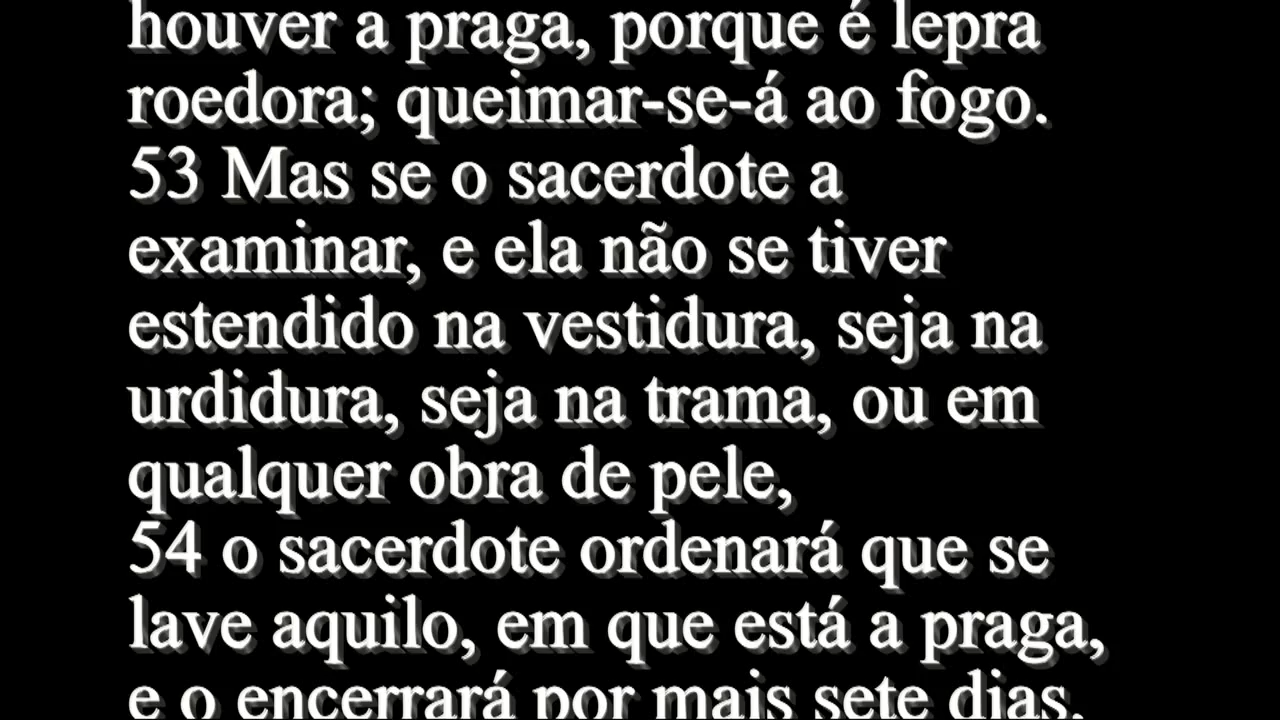 houver a praga, porque é lepra
roedora; queimar-se-á ao fogo.
53 Mas se o sacerdote a
examinar, e ela não se tiver
estendido na vestidura, seja na
urdidura, seja na trama, ou em
qualquer obra de pele,
54 o sacerdote ordenará que se
lave aquilo, em que está a praga,
e o encerrará por mais sete dias.